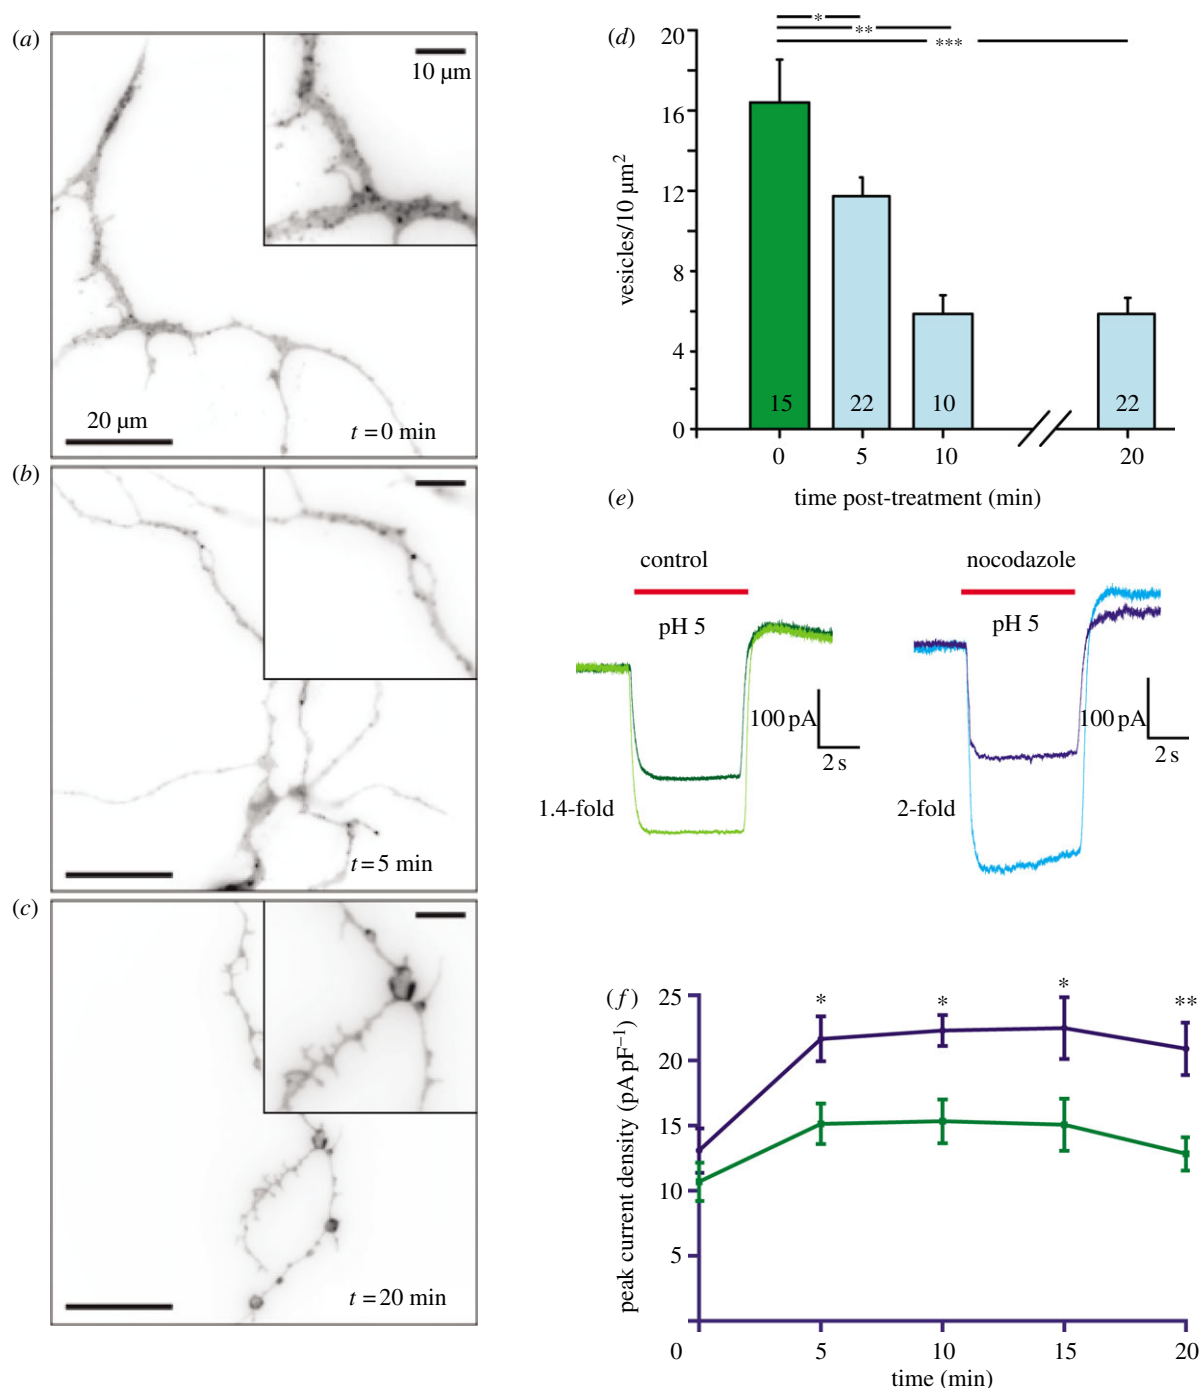 (a)
10 µm
20 µm
t = 0 min
(b)
t = 5 min
(c)
t = 20 min
(d)
*
**
***
20
16
12
8
4
0
vesicles/10 µm²
15
22
10
22
0
5
10
20
time post-treatment (min)
(e)
control
nocodazole
pH 5
pH 5
100 pA
2 s
100 pA
2 s
1.4-fold
2-fold
(f)
*
*
*
**
25
20
15
10
5
peak current density (pA pF⁻¹)
0
5
10
15
20
time (min)